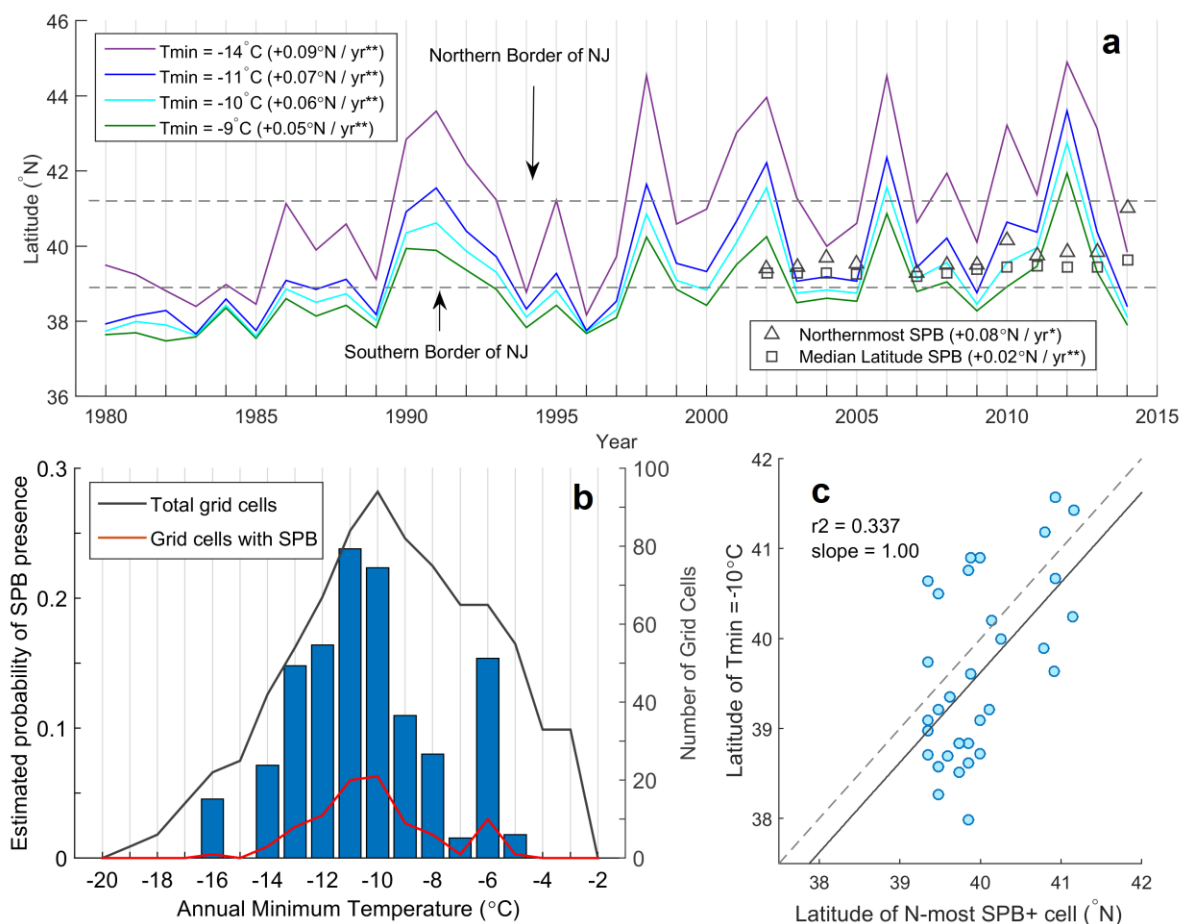 a
Tmin = -14°C (+0.09°N / yr**)
Tmin = -11°C (+0.07°N / yr**)
Tmin = -10°C (+0.06°N / yr**)
Tmin = -9°C (+0.05°N / yr**)
Northern Border of NJ
Southern Border of NJ
Northernmost SPB (+0.08°N / yr*)
Median Latitude SPB (+0.02°N / yr**)
Latitude (°N)
46
44
42
40
38
36
1980 1985 1990 1995 2000 2005 2010 2015
Year
b
Total grid cells
Grid cells with SPB
Estimated probability of SPB presence
0.3
0.2
0.1
0
Number of Grid Cells
100
80
60
40
20
0
-20 -18 -16 -14 -12 -10 -8 -6 -4 -2
Annual Minimum Temperature (°C)
c
r2 = 0.337
slope = 1.00
Latitude of Tmin = -10°C
42
41
40
39
38
38 39 40 41 42
Latitude of N-most SPB+ cell (°N)